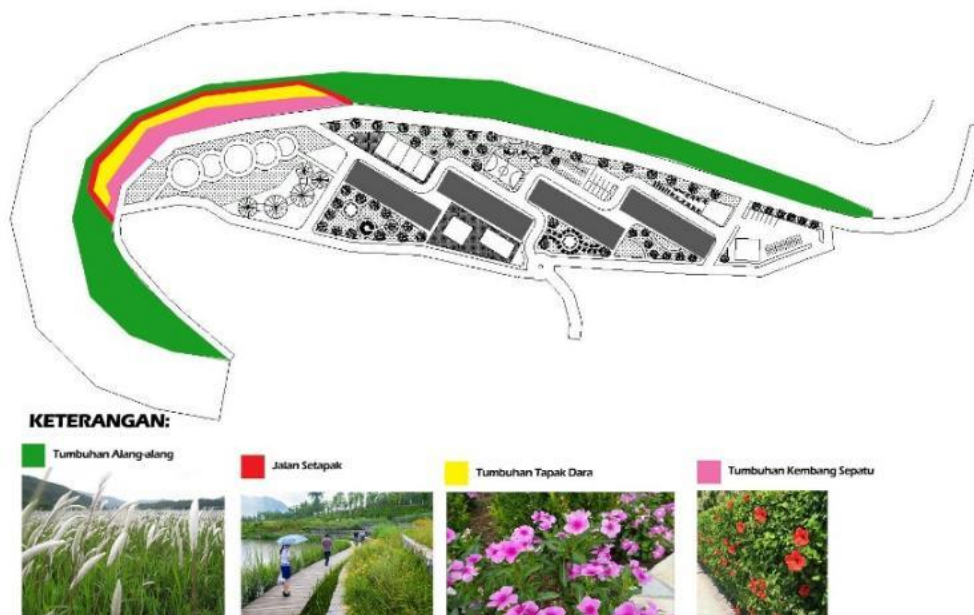 KETERANGAN:
Tumbuhan Alang-alang
Jalan Setapak
Tumbuhan Tapak Dara
Tumbuhan Kembang Sepatu